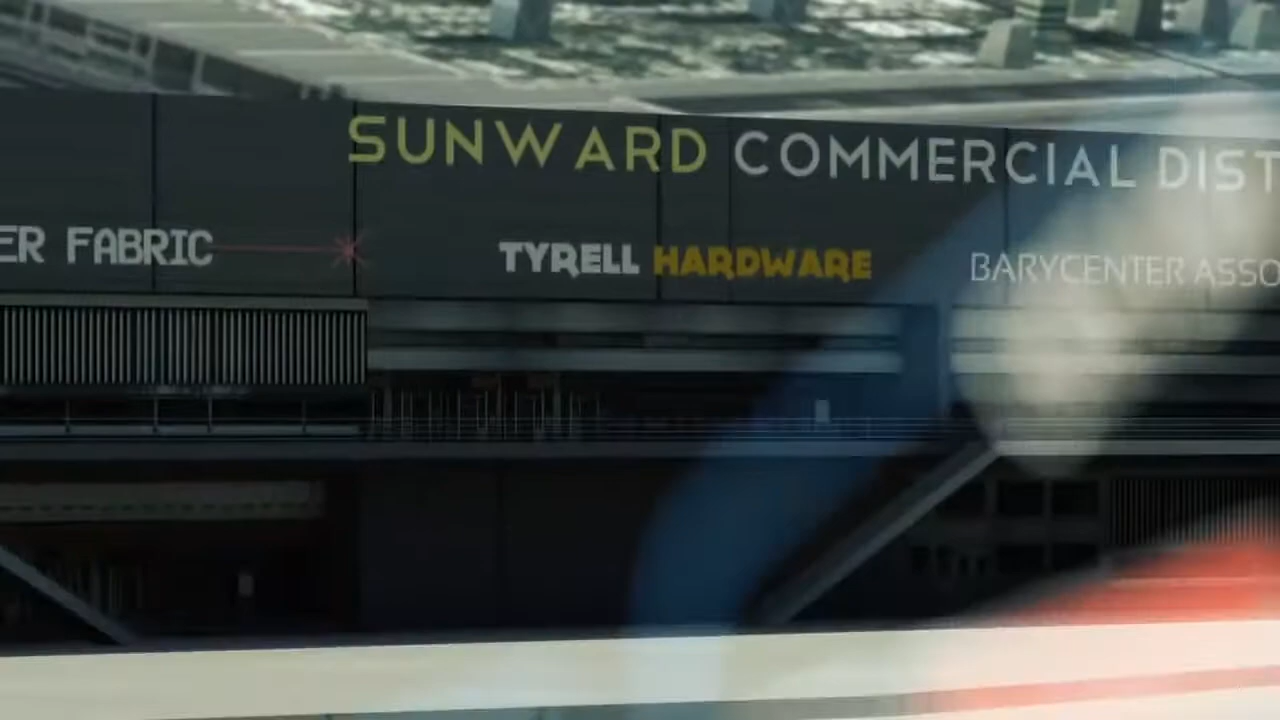 SUNWARD COMMERCIAL DIST
ER FABRIC
TYRELL HARDWARE
BARYCENTER ASSO